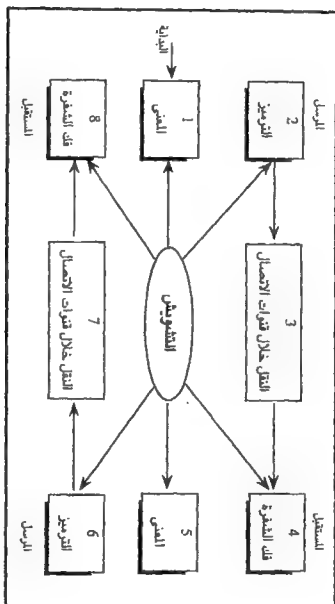 البداية
1
المعنى
المرسل
2
الترميز
3
النقل خلال قنوات الاتصال
المستقبل
4
فك الشفرة
5
المعنى
المرسل
6
الترميز
7
النقل خلال قنوات الاتصال
المستقبل
8
فك الشفرة
التشويش